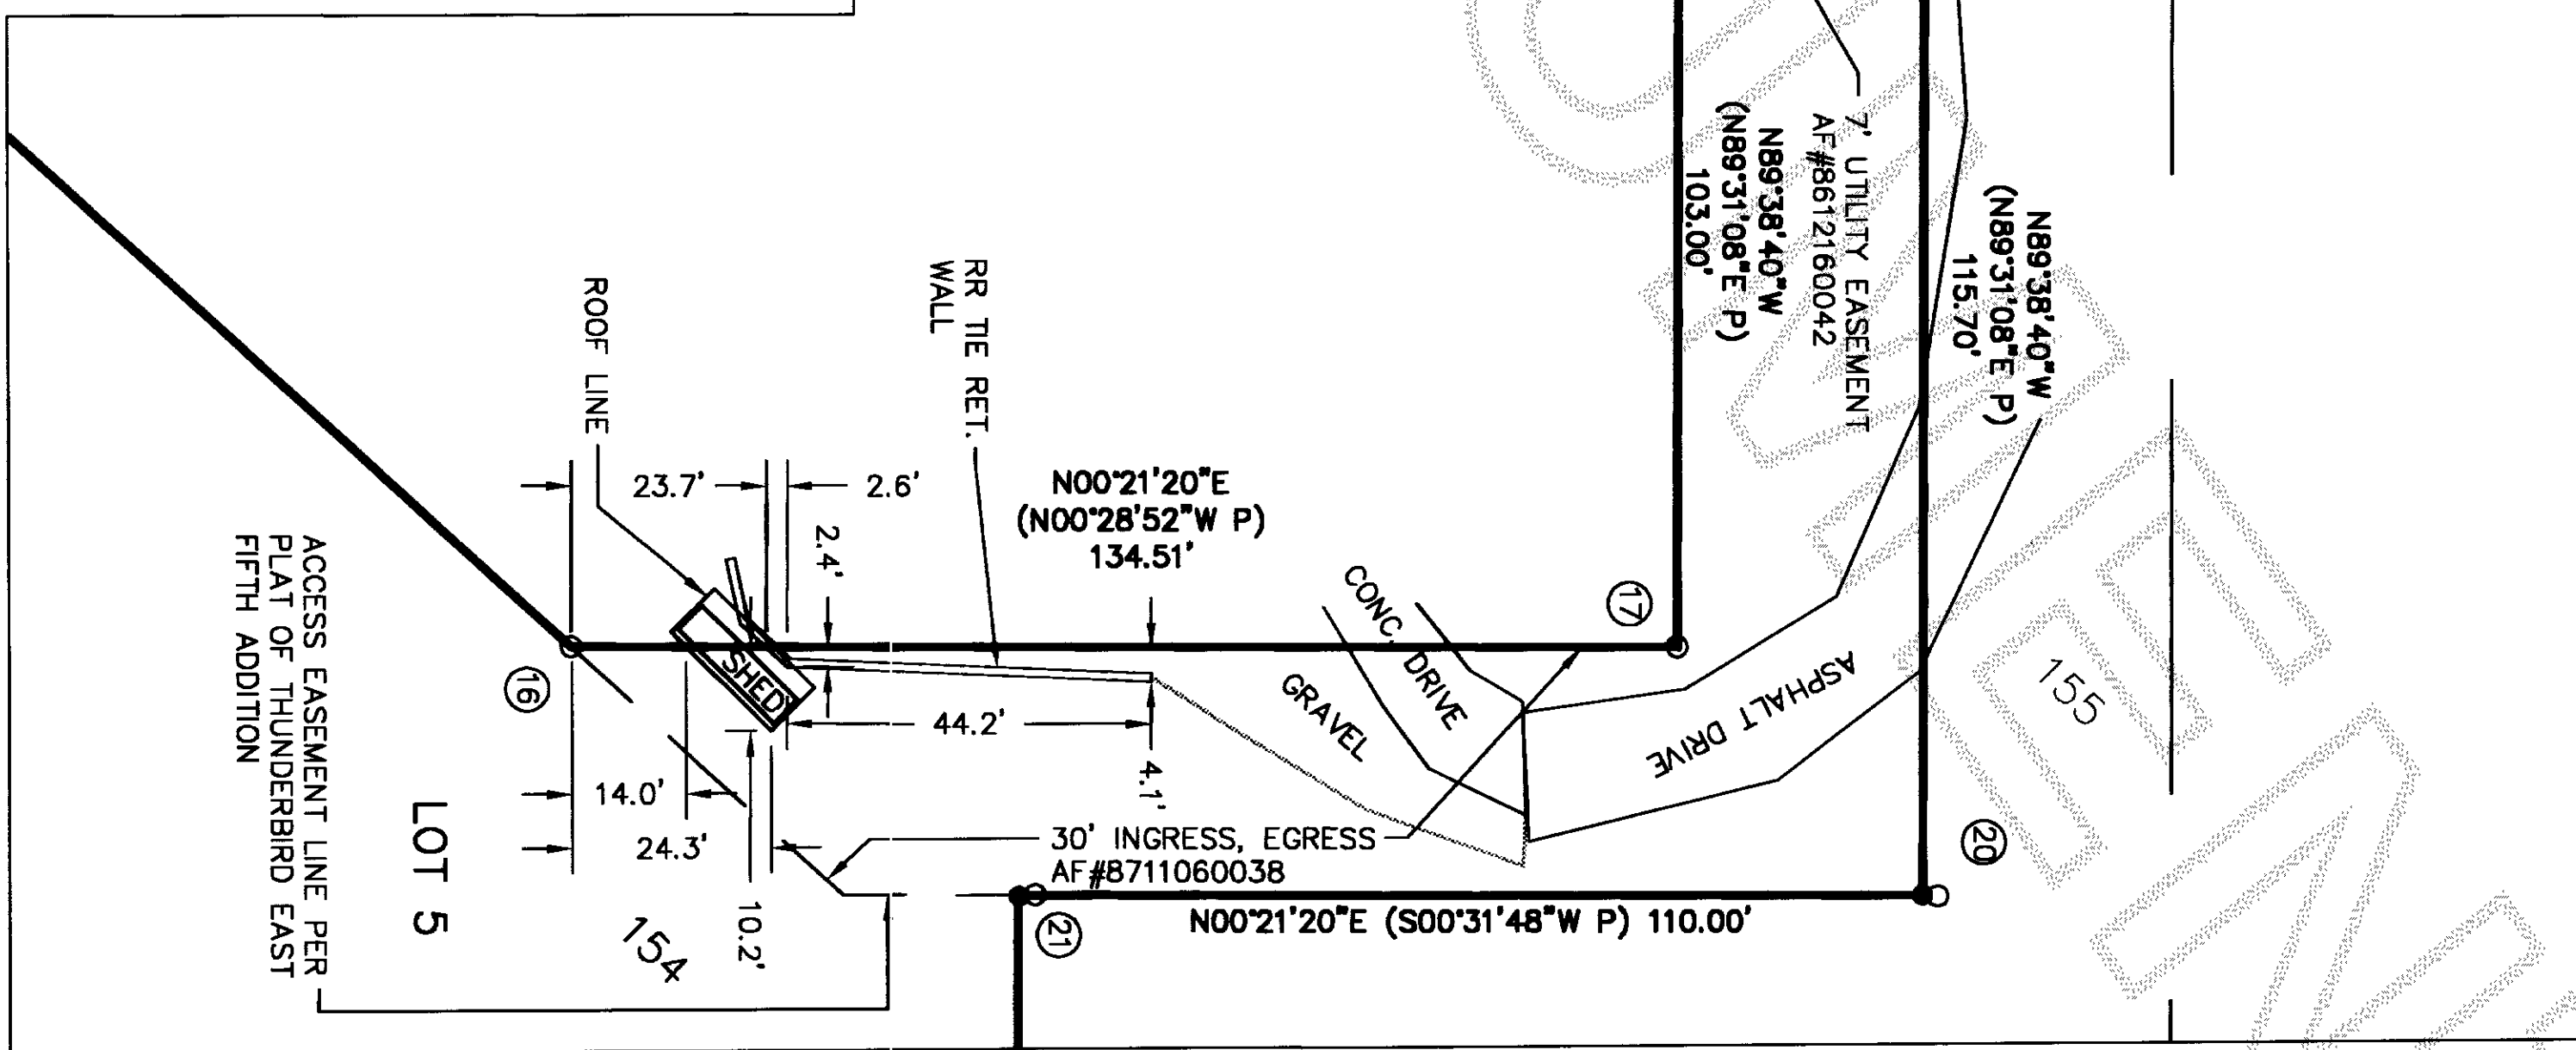 7' UTILITY EASEMENT
AF#8612160042
N89°38'40"W
(N89°31'08"E P)
103.00'
N89°38'40"W
(N89°31'08"E P)
115.70'
RR TIE RET.
WALL
ROOF LINE
23.7'
2.6'
2.4'
N00°21'20"E
(N00°28'52"W P)
134.51'
17
CONC. DRIVE
GRAVEL
ASPHALT DRIVE
155
16
SHED
44.2'
4.1'
14.0'
24.3'
10.2'
30' INGRESS, EGRESS
AF#8711060038
20
21
N00°21'20"E (S00°31'48"W P) 110.00'
ACCESS EASEMENT LINE PER
PLAT OF THUNDERBIRD EAST
FIFTH ADDITION
LOT 5
154